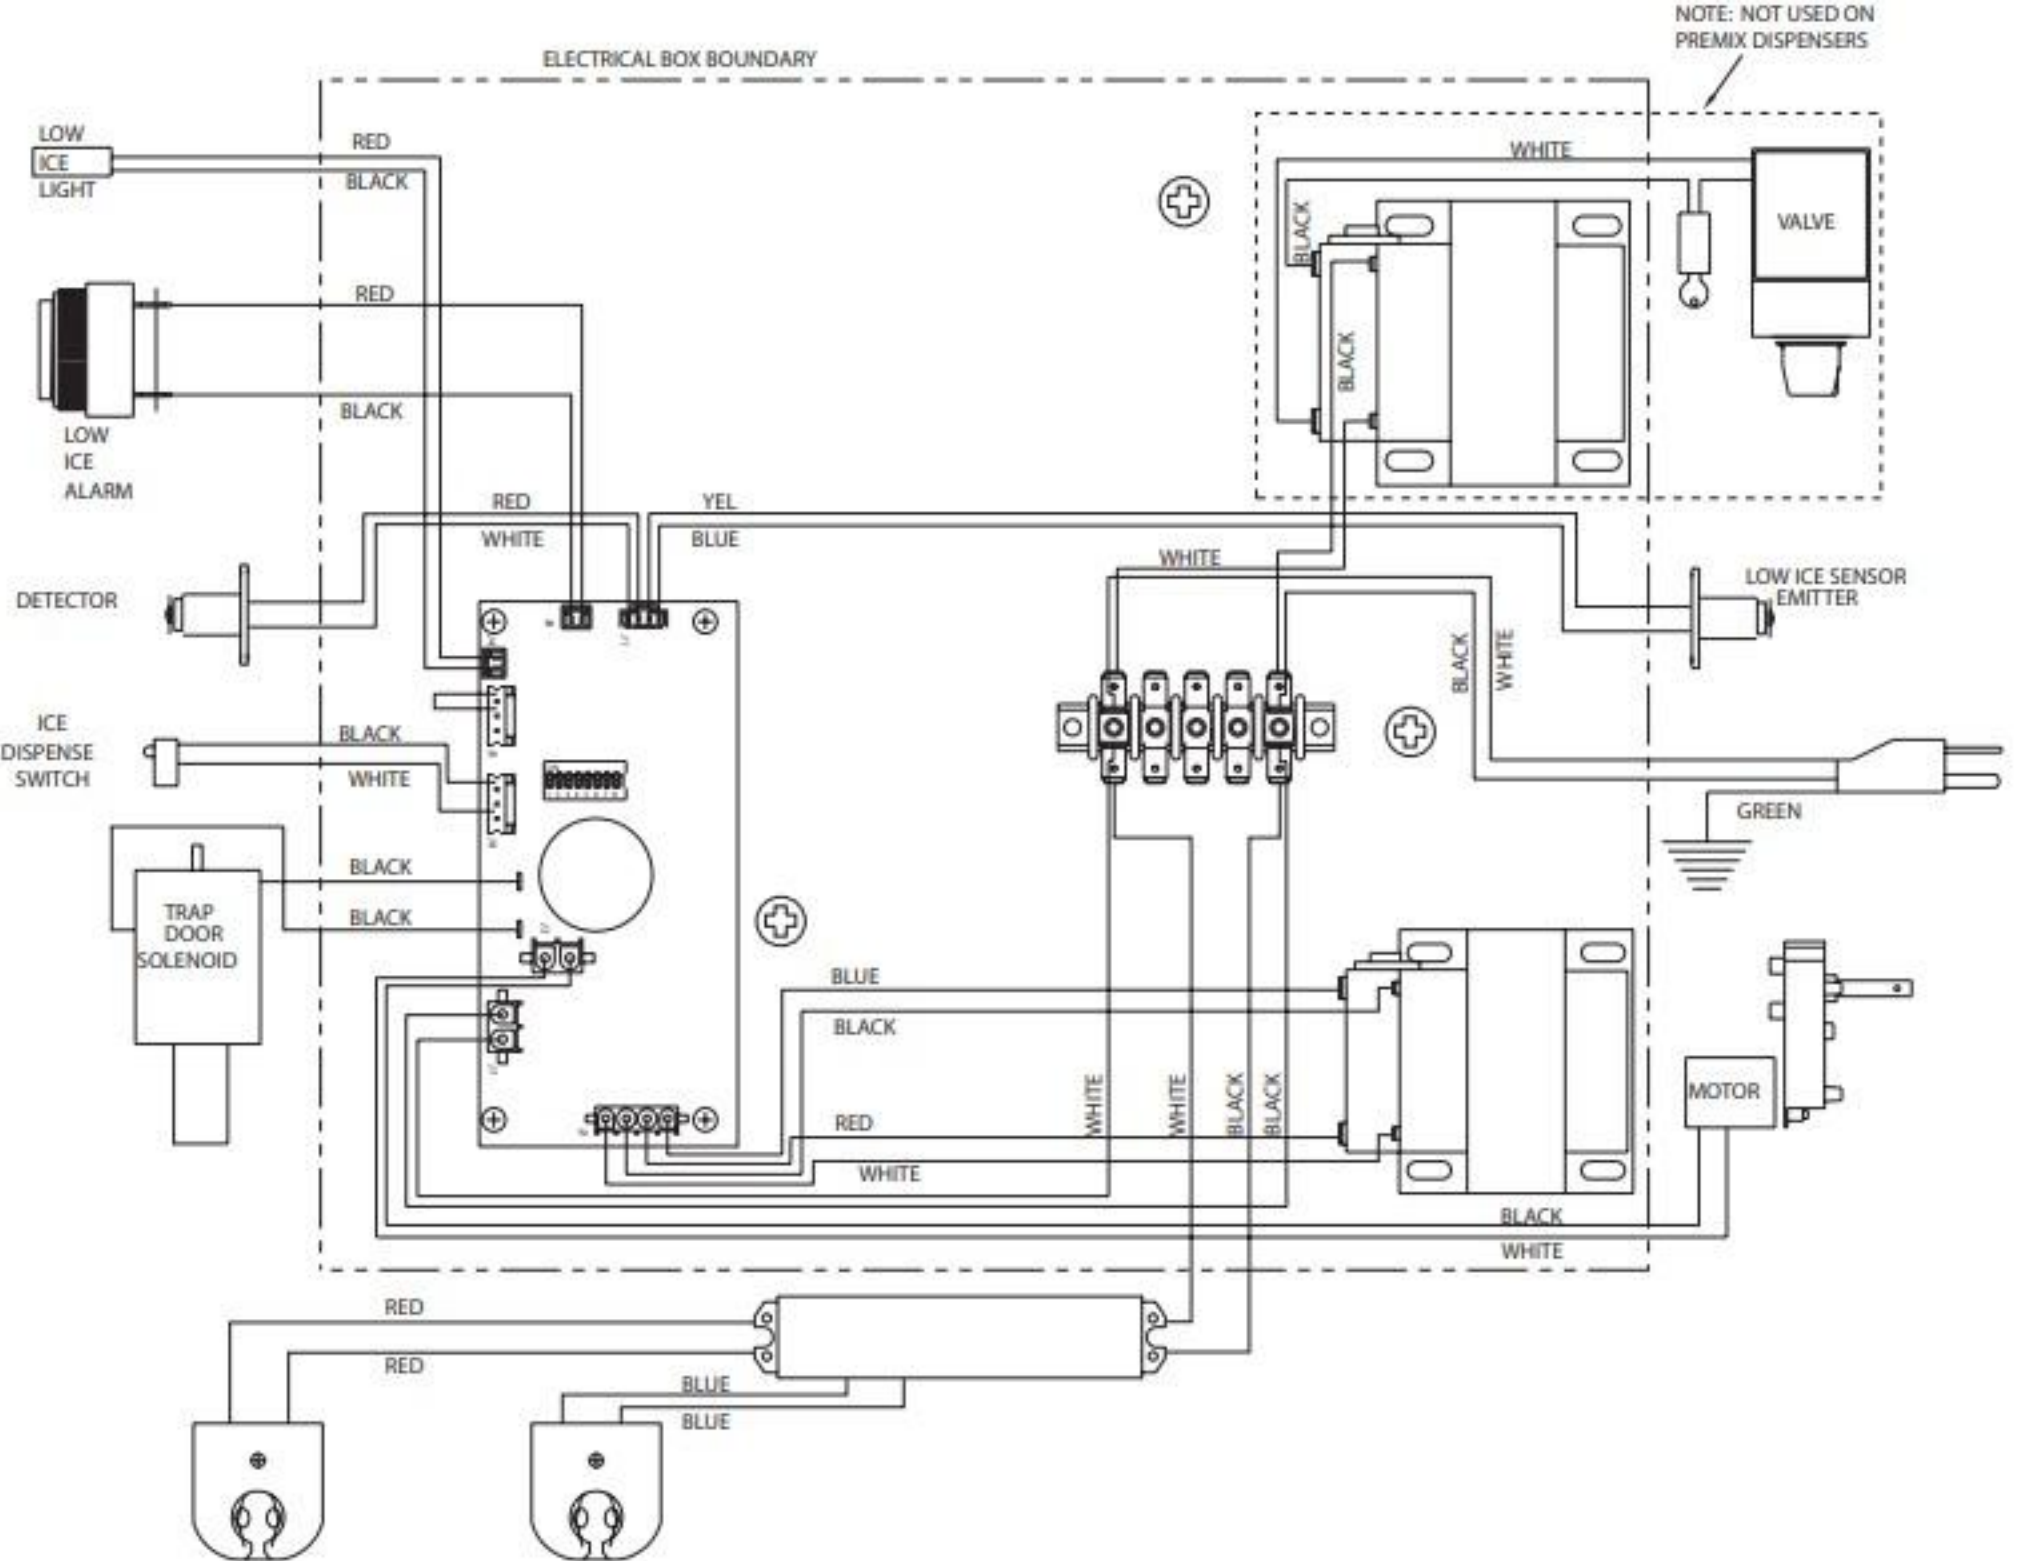 NOTE: NOT USED ON
PREMIX DISPENSERS
ELECTRICAL BOX BOUNDARY
LOW
ICE
LIGHT
RED
BLACK
WHITE
VALVE
BLACK
BLACK
RED
BLACK
LOW
ICE
ALARM
RED
WHITE
YEL
BLUE
WHITE
DETECTOR
LOW ICE SENSOR
EMITTER
BLACK
WHITE
ICE
DISPENSE
SWITCH
BLACK
WHITE
GREEN
BLACK
BLACK
TRAP
DOOR
SOLENOID
BLUE
BLACK
WHITE
WHITE
BLACK
BLACK
MOTOR
RED
WHITE
BLACK
WHITE
RED
RED
BLUE
BLUE